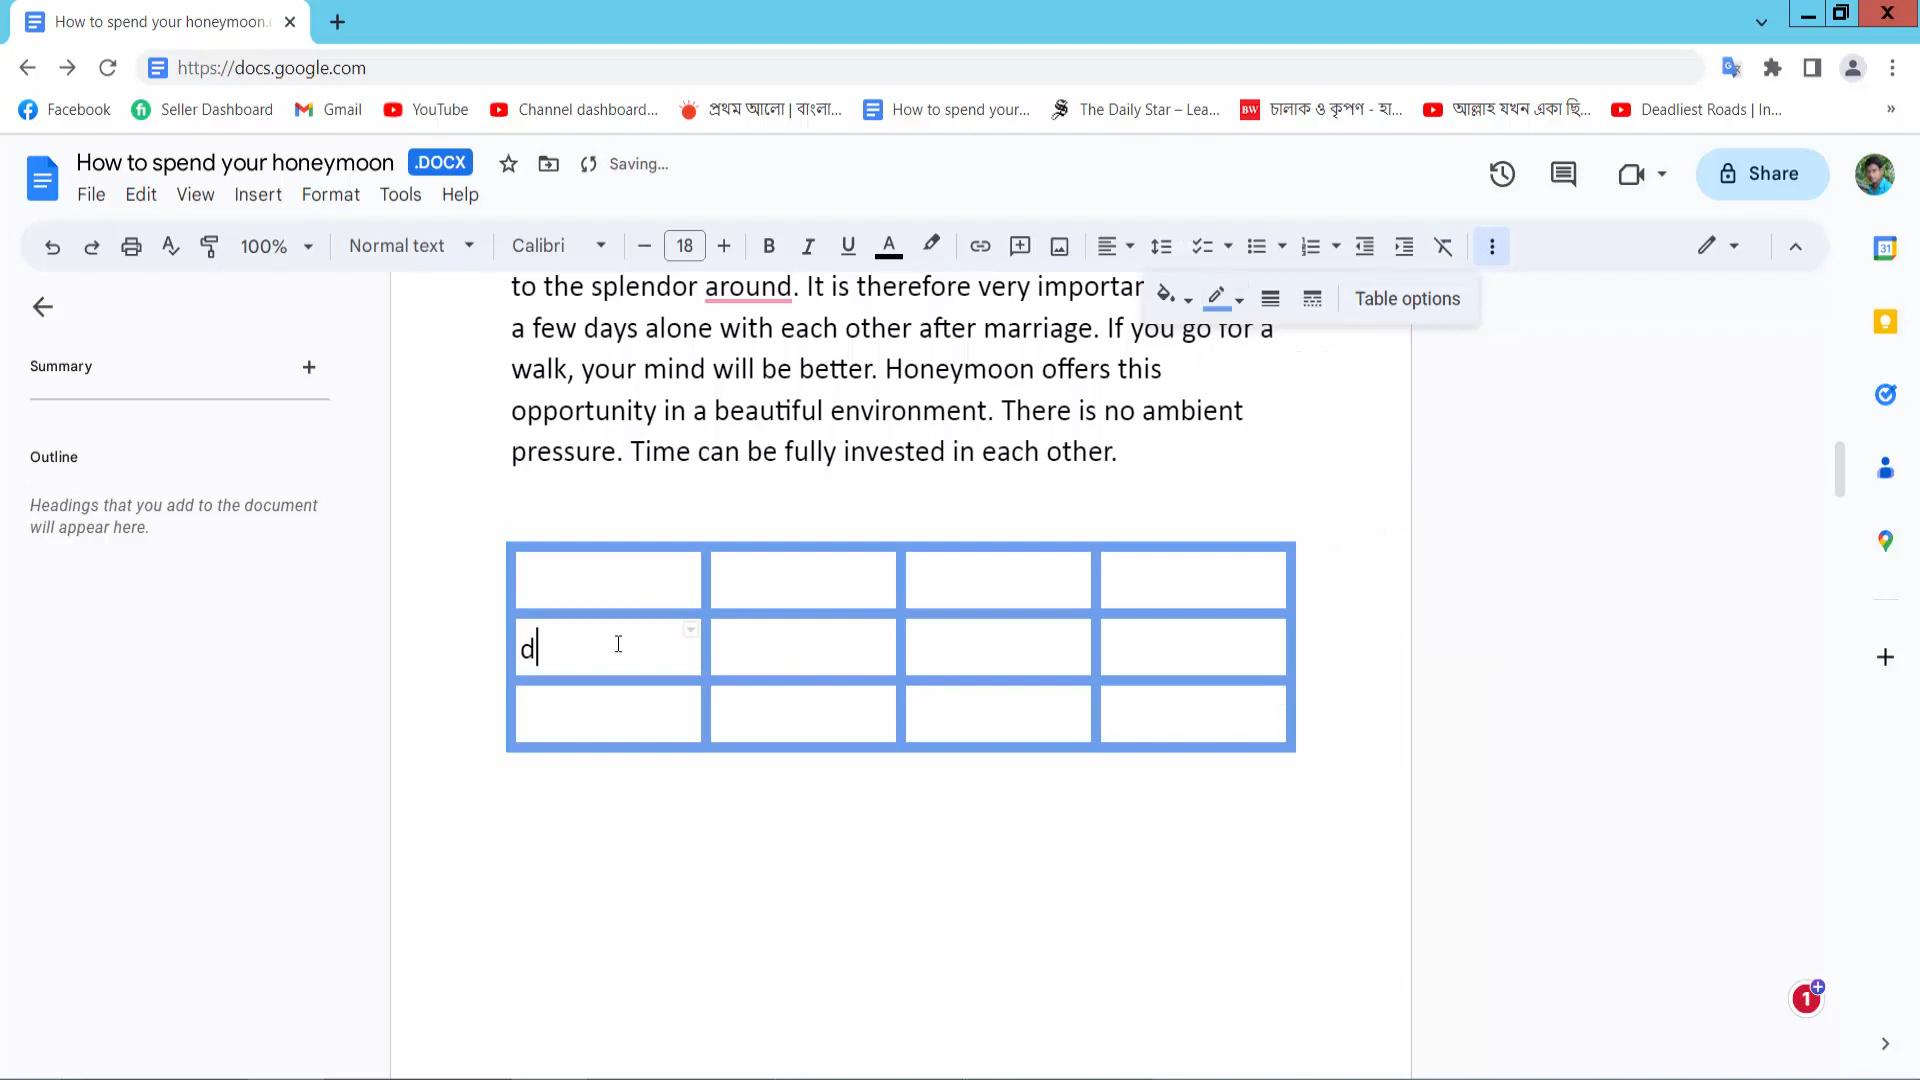 How to spend your honeymoon.
https://docs.google.com
Facebook
Seller Dashboard
Gmail
YouTube
Channel dashboard...
প্রথম আলো | বাংলা...
How to spend your...
The Daily Star – Lea...
BW চালাক ও কৃপণ - হা...
আল্লাহ যখন একা ছি...
Deadliest Roads | In...
»
How to spend your honeymoon .DOCX Saving...
Share
File Edit View Insert Format Tools Help
100% Normal text Calibri 18
31
Table options
Summary
Outline
Headings that you add to the document
will appear here.
to the splendor around. It is therefore very importan
a few days alone with each other after marriage. If you go for a
walk, your mind will be better. Honeymoon offers this
opportunity in a beautiful environment. There is no ambient
pressure. Time can be fully invested in each other.
d
1